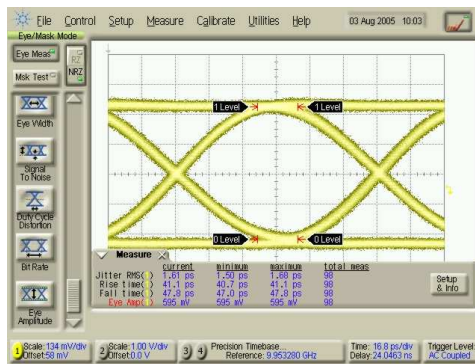 File Control Setup Measure Calibrate Utilities Help 03 Aug 2005 10:03
Eye/Mask Mode
Eye Meas
Msk Test
RZ
NRZ
Eye Width
Signal To Noise
Duty Cycle Distortion
Bit Rate
Eye Amplitude
1 Level 1 Level
0 Level 0 Level
Measure
current minimum maximum total meas
Jitter RMS( ) 1.61 ps 1.50 ps 1.68 ps 98
Rise time( ) 41.1 ps 40.7 ps 41.1 ps 98
Fall time( ) 47.8 ps 47.0 ps 47.8 ps 98
Eye Amp( ) 595 mV 595 mV 595 mV 98
Setup & Info
1 Scale: 134 mV/div Offset: 58 mV
2 Scale: 1.00 V/div Offset: 0.0 V
3 4
Precision Timebase... Reference: 9.953280 GHz
Time: 16.8 ps/div Delay: 24.0463 ns
Trigger Level AC Coupled